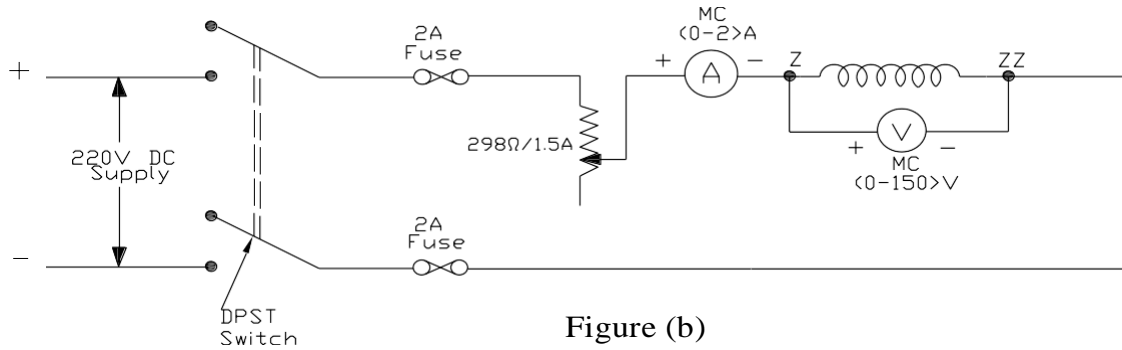 MC
(0-2)A
2A
Fuse
+
+
A
-
Z
ZZ
298Ω/1.5A
V
+
-
MC
(0-150)V
220V DC
Supply
2A
Fuse
-
DPST
Switch
Figure (b)